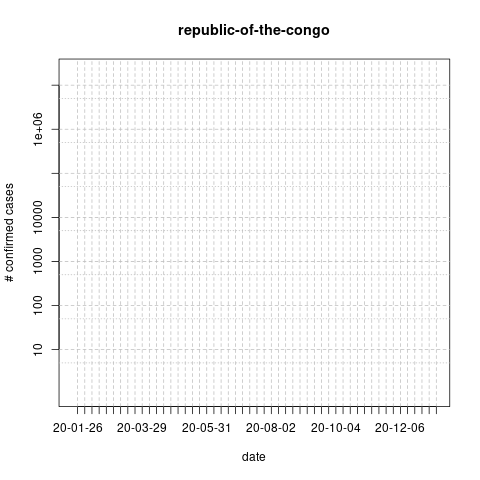 republic-of-the-congo
# confirmed cases
1e+06
10000
1000
100
10
20-01-26 20-03-29 20-05-31 20-08-02 20-10-04 20-12-06
date